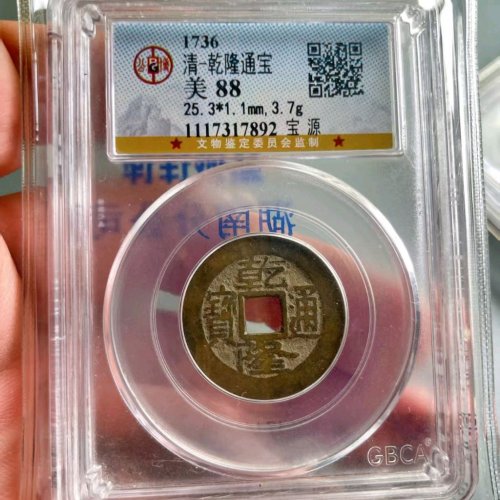 1736
清-乾隆通宝
美 88
25.3*1.1mm, 3.7g
1117317892 宝 源
★ 文物鉴定委员会监制 ★
乾隆通寳
GBCA